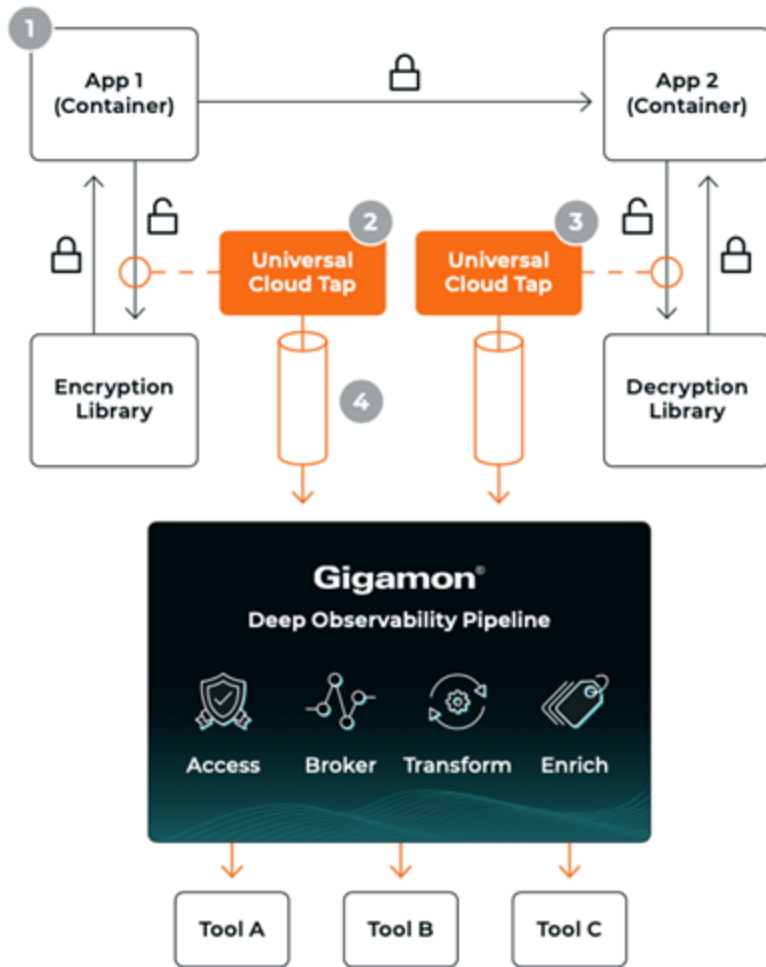 1
App 1
(Container)
App 2
(Container)
2
Universal
Cloud Tap
3
Universal
Cloud Tap
Encryption
Library
4
Decryption
Library
Gigamon®
Deep Observability Pipeline
Access
Broker
Transform
Enrich
Tool A
Tool B
Tool C